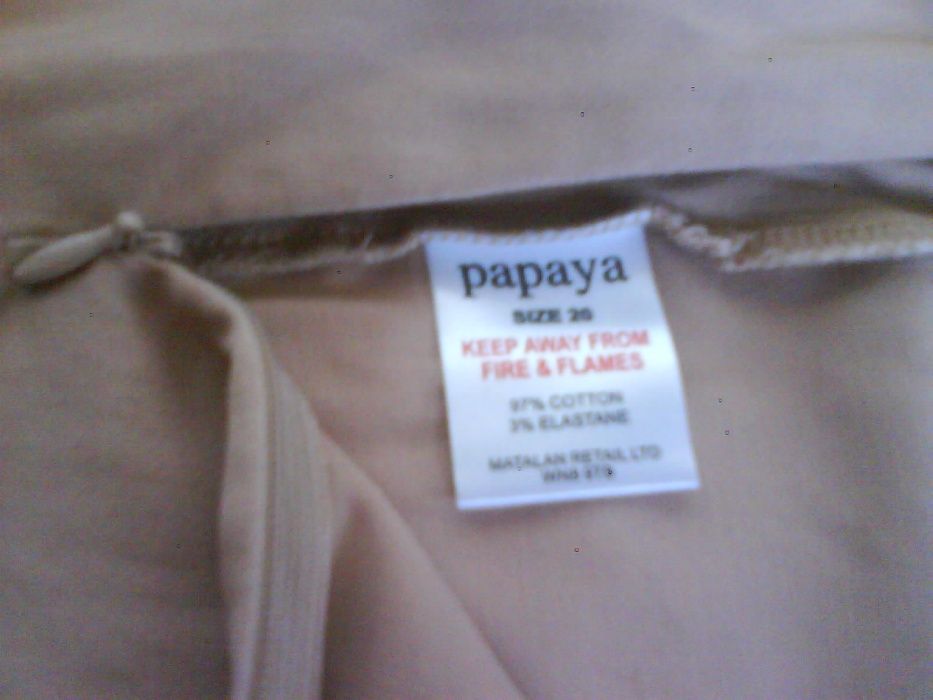 papaya
SIZE 20
KEEP AWAY FROM
FIRE & FLAMES
97% COTTON
3% ELASTANE
MATALAN RETAIL LTD